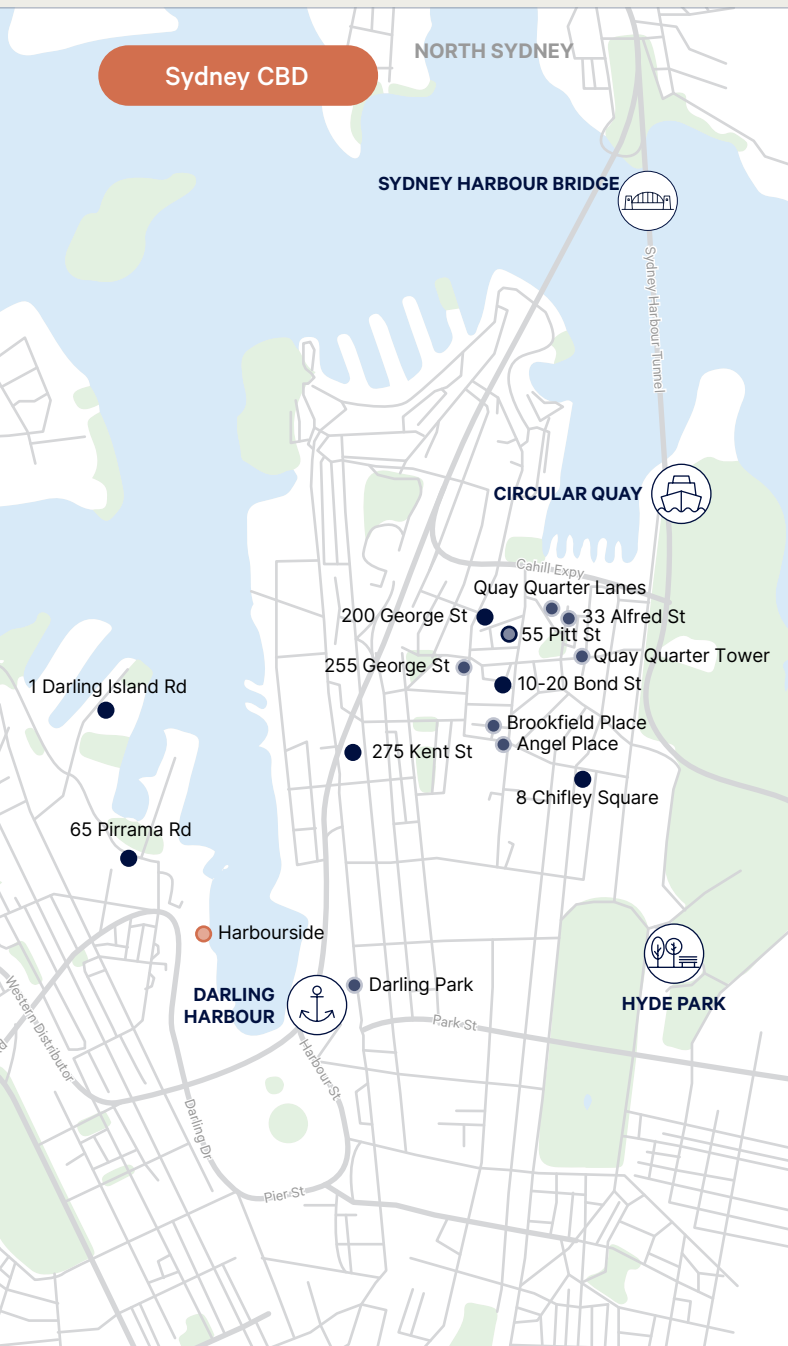 Sydney CBD
NORTH SYDNEY
SYDNEY HARBOUR BRIDGE
Sydney Harbour Tunnel
CIRCULAR QUAY
Cahill Expy
Quay Quarter Lanes
200 George St
33 Alfred St
55 Pitt St
255 George St
Quay Quarter Tower
10-20 Bond St
1 Darling Island Rd
Brookfield Place
Angel Place
275 Kent St
8 Chifley Square
65 Pirrama Rd
Harbourside
Darling Park
DARLING
HARBOUR
HYDE PARK
Western Distributor
Park St
Harbour St
Darling Dr
Pier St